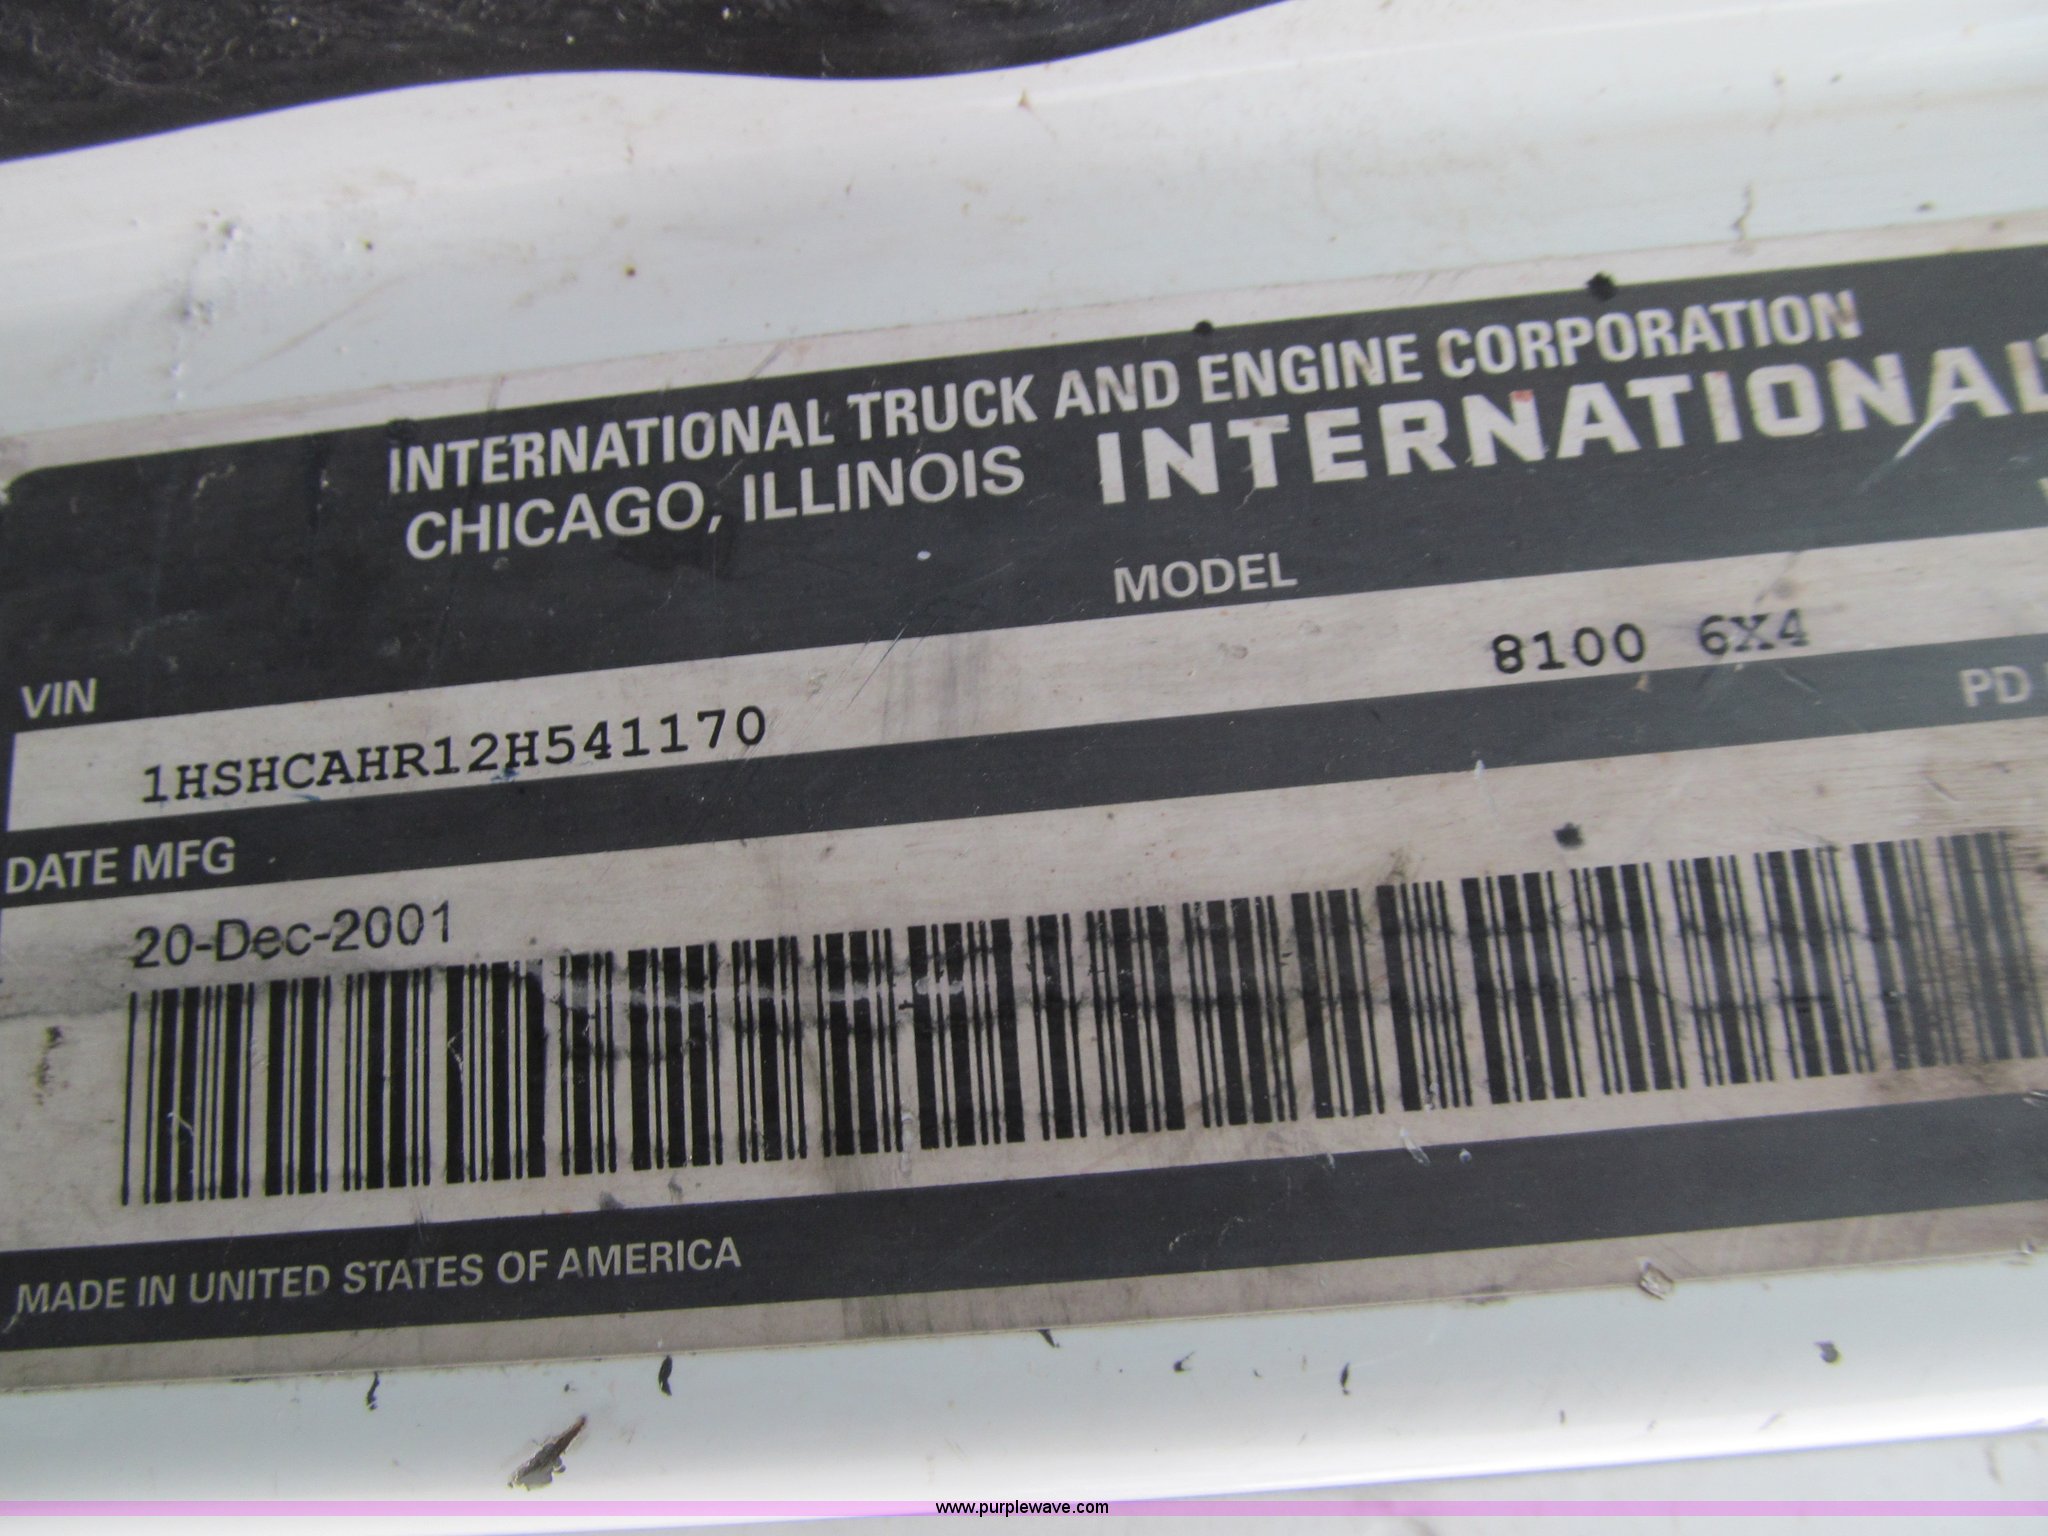 INTERNATIONAL TRUCK AND ENGINE CORPORATION
CHICAGO, ILLINOIS INTERNATIONAL
VIN MODEL
1HSHCAHR12H541170 8100 6X4
DATE MFG PD
20-Dec-2001
MADE IN UNITED STATES OF AMERICA
www.purplewave.com